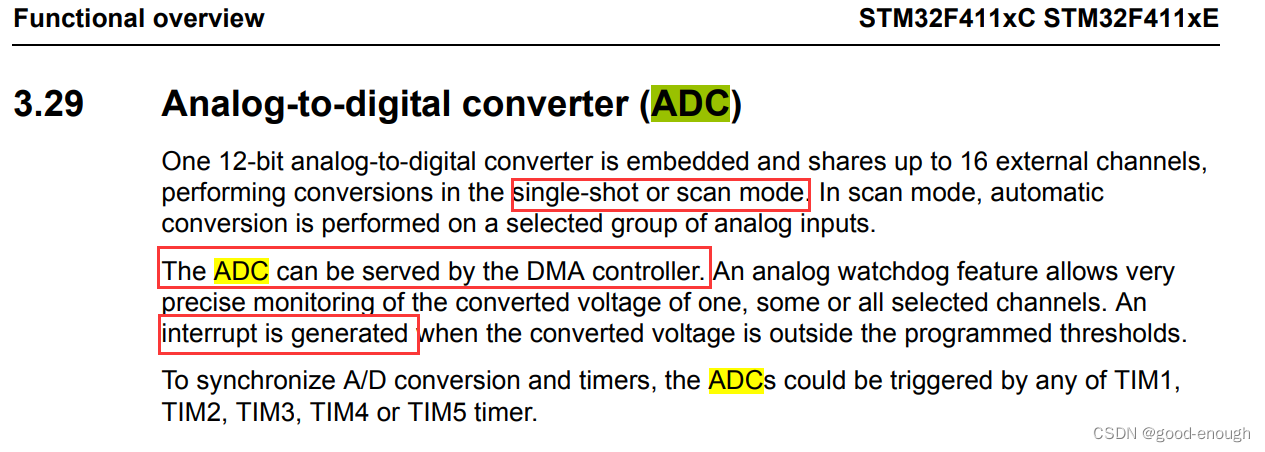 Functional overview STM32F411xC STM32F411xE
3.29 Analog-to-digital converter (ADC)
One 12-bit analog-to-digital converter is embedded and shares up to 16 external channels,
performing conversions in the single-shot or scan mode. In scan mode, automatic
conversion is performed on a selected group of analog inputs.
The ADC can be served by the DMA controller. An analog watchdog feature allows very
precise monitoring of the converted voltage of one, some or all selected channels. An
interrupt is generated when the converted voltage is outside the programmed thresholds.
To synchronize A/D conversion and timers, the ADCs could be triggered by any of TIM1,
TIM2, TIM3, TIM4 or TIM5 timer.
CSDN @good-enough